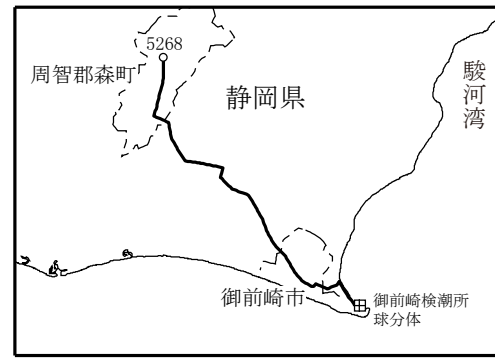 5268
周智郡森町
静岡県
駿河湾
御前崎市
御前崎検潮所
球分体